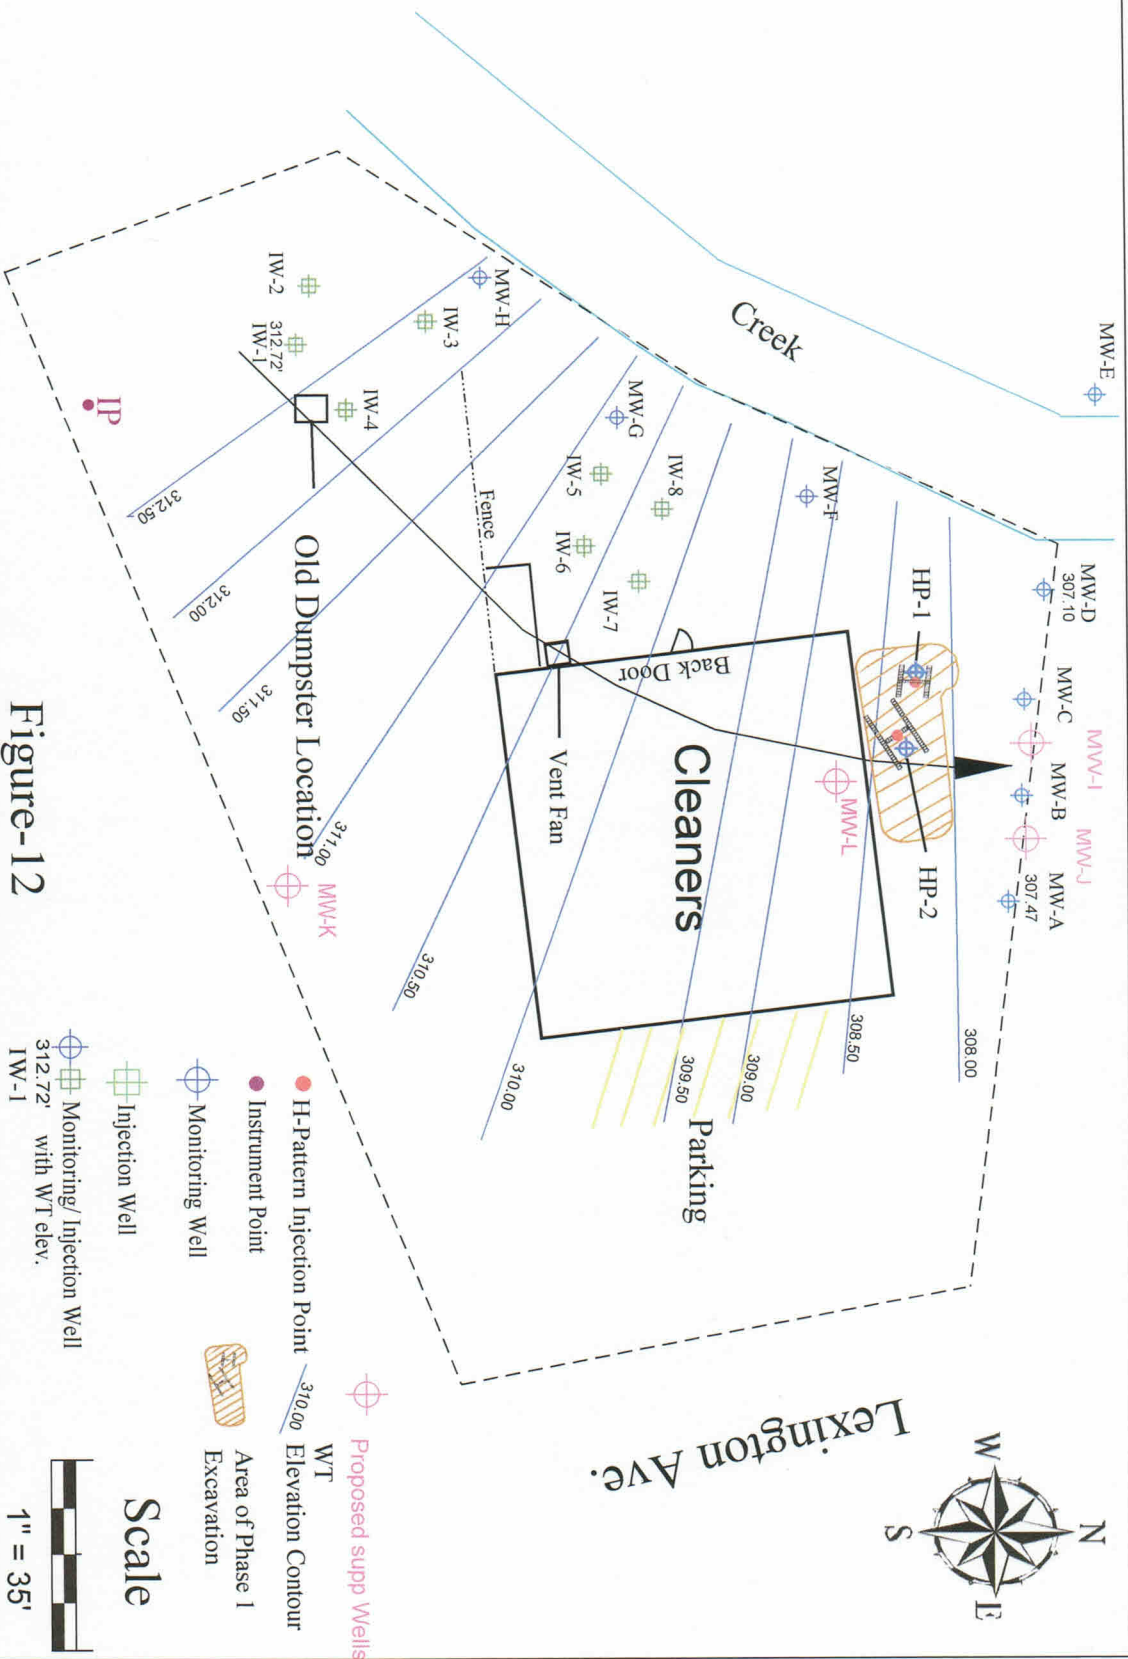 MW-E
Creek
MW-H
IW-2
IW-3
312.72'
IW-1
IW-4
IP
MW-G
IW-5
IW-8
IW-6
IW-7
MW-F
Fence
Old Dumpster Location
Back Door
Vent Fan
Cleaners
MW-D
307.10
MW-C
MW-I
MW-B
MW-J
MW-A
307.47
HP-1
HP-2
MW-L
MW-K
312.50
312.00
311.50
311.00
310.50
310.00
309.50
309.00
308.50
308.00
Parking
Lexington Ave.
N
W
E
S
Proposed supp Wells
H-Pattern Injection Point
Instrument Point
Monitoring Well
Injection Well
Monitoring/ Injection Well
312.72'
with WT elev.
IW-1
310.00
WT
Elevation Contour
Area of Phase 1
Excavation
Scale
1" = 35'
Figure-12